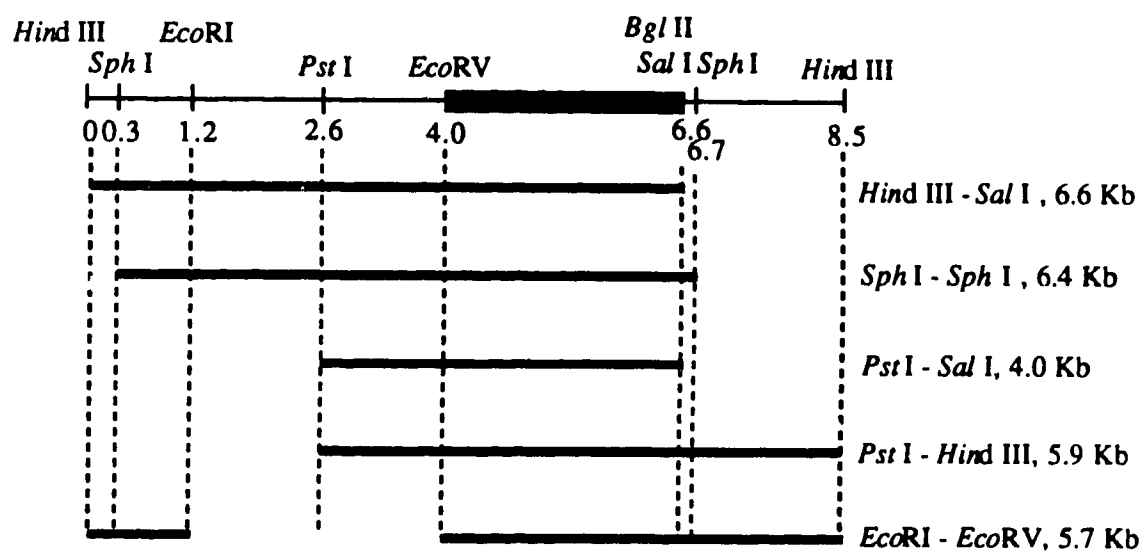 Bgl II
Hind III EcoRI
Sph I Pst I EcoRV Sal I Sph I Hind III
0 0.3 1.2 2.6 4.0 6.6 8.5
6.7
Hind III - Sal I , 6.6 Kb
Sph I - Sph I , 6.4 Kb
Pst I - Sal I, 4.0 Kb
Pst I - Hind III, 5.9 Kb
EcoRI - EcoRV, 5.7 Kb